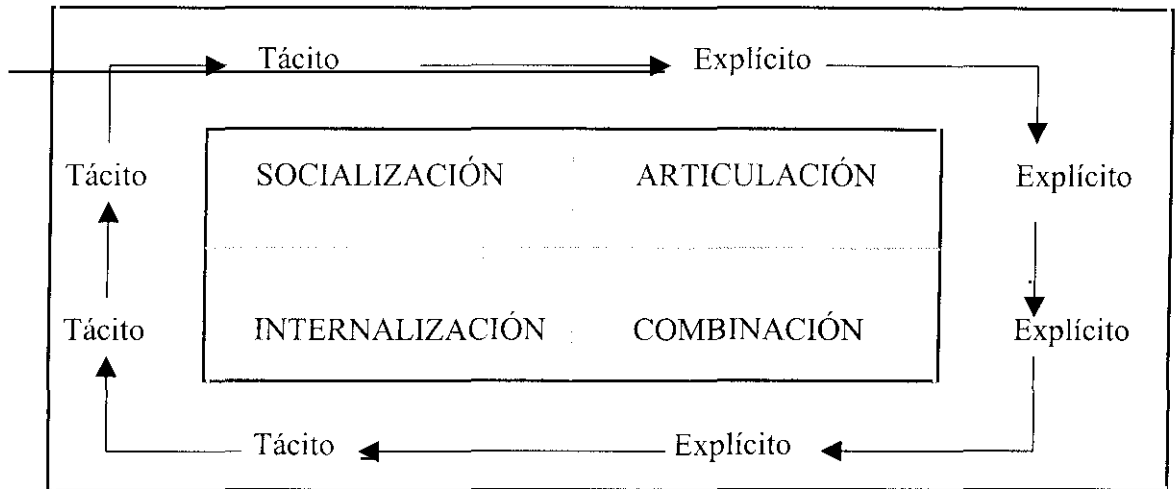 Tácito Explícito
Tácito SOCIALIZACIÓN ARTICULACIÓN Explícito
Tácito INTERNALIZACIÓN COMBINACIÓN Explícito
Tácito Explícito